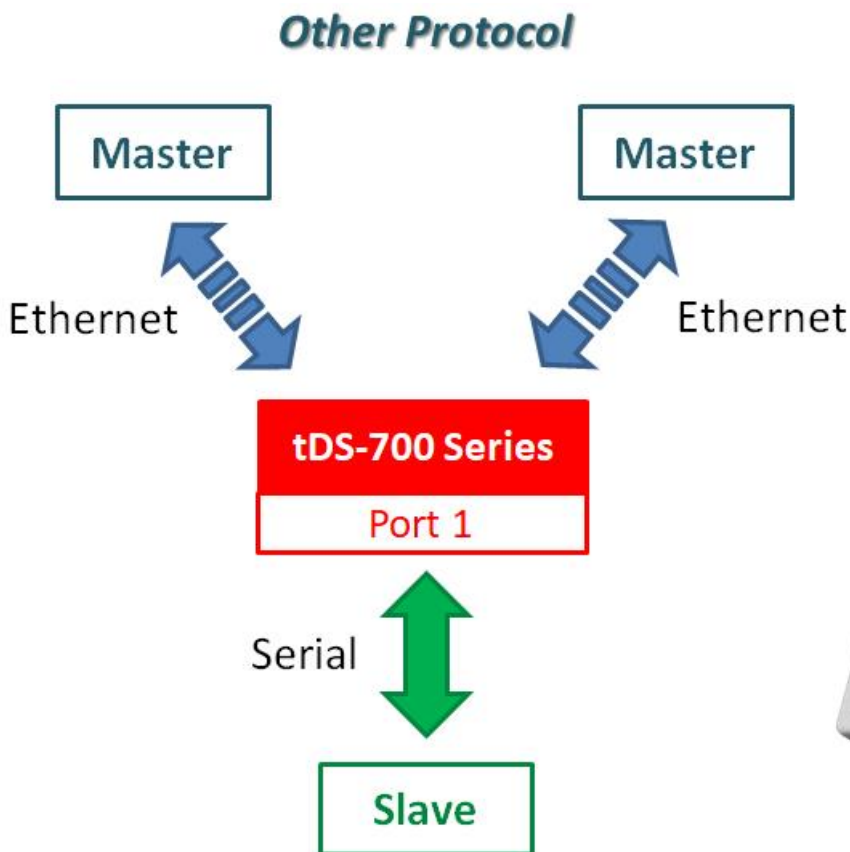 Other Protocol
Master
Master
Ethernet
Ethernet
tDS-700 Series
Port 1
Serial
Slave